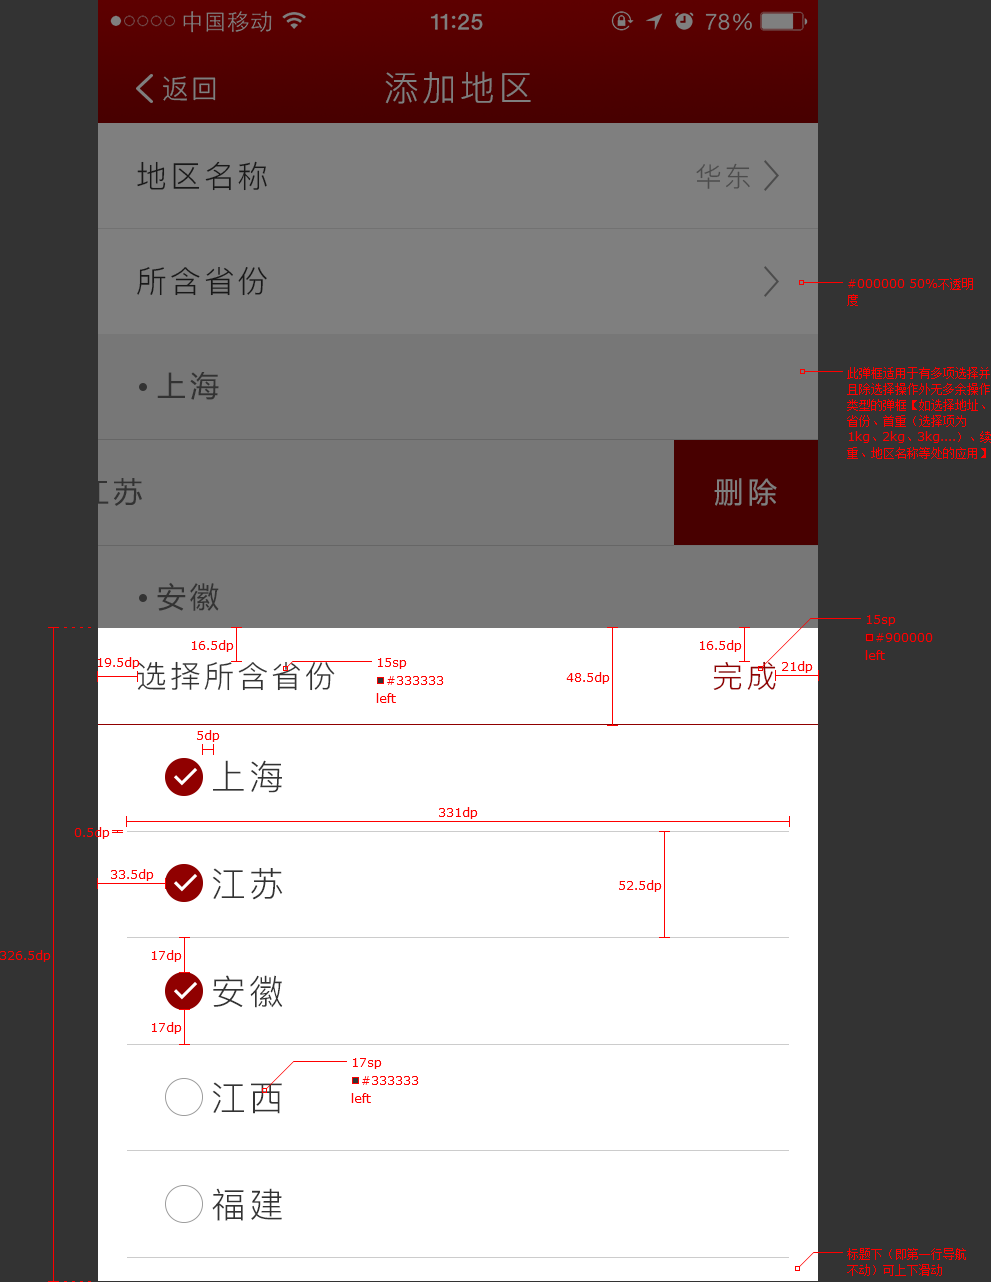 中国移动 11:25 78%
返回 添加地区
地区名称 华东
所含省份
#000000 50%不透明
度
• 上海
此弹框适用于有多项选择并
且除选择操作外无多余操作
类型的弹框【如选择地址、
省份、首重（选择项为
1kg、2kg、3kg....）、续
重、地区名称等处的应用】
江苏 删除
• 安徽
16.5dp 16.5dp
15sp
#900000
left
19.5dp 选择所含省份 完成 21dp
15sp
#333333
left
48.5dp
5dp
上海
331dp
0.5dp
33.5dp 江苏 52.5dp
326.5dp
17dp
安徽
17dp
17sp
#333333
left
江西
福建
标题下（即第一行导航
不动）可上下滑动